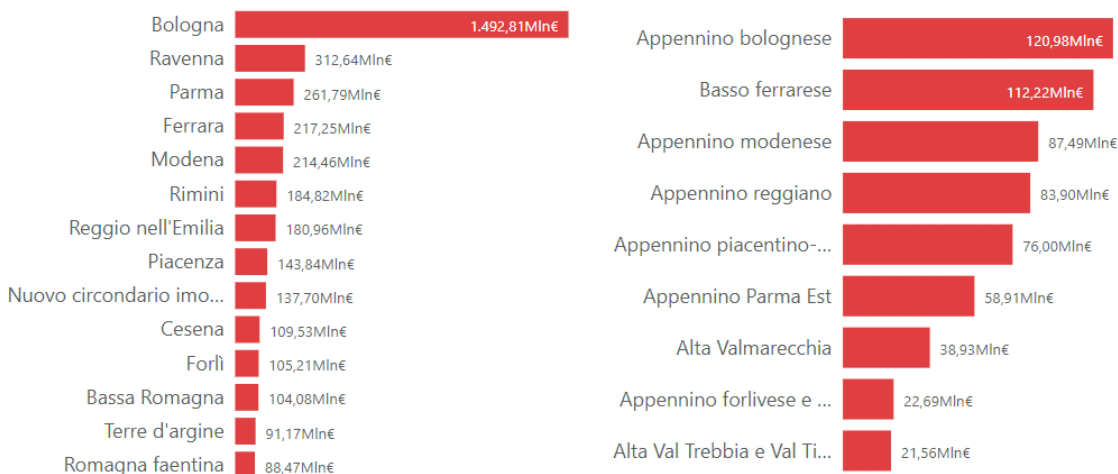 Bologna 1.492,81Mln€
Ravenna 312,64Mln€
Parma 261,79Mln€
Ferrara 217,25Mln€
Modena 214,46Mln€
Rimini 184,82Mln€
Reggio nell'Emilia 180,96Mln€
Piacenza 143,84Mln€
Nuovo circondario imo... 137,70Mln€
Cesena 109,53Mln€
Forlì 105,21Mln€
Bassa Romagna 104,08Mln€
Terre d'argine 91,17Mln€
Romagna faentina 88,47Mln€
Appennino bolognese 120,98Mln€
Basso ferrarese 112,22Mln€
Appennino modenese 87,49Mln€
Appennino reggiano 83,90Mln€
Appennino piacentino-... 76,00Mln€
Appennino Parma Est 58,91Mln€
Alta Valmarecchia 38,93Mln€
Appennino forlivese e ... 22,69Mln€
Alta Val Trebbia e Val Ti... 21,56Mln€